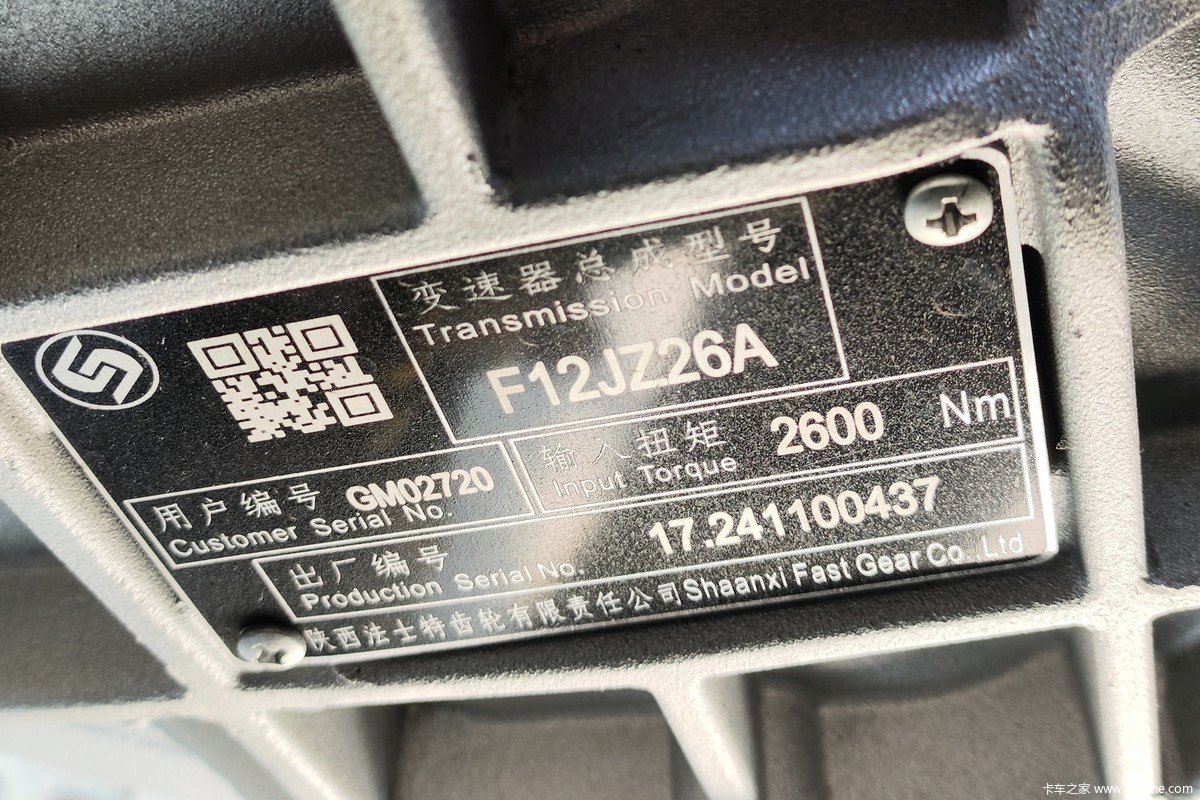 变速器总成型号
Transmission Model
F12JZ26A
用户编号 GM02720
Customer Serial No.
输入扭矩 2600 Nm
Input Torque
出厂编号 17.241100437
Production Serial No.
陕西法士特齿轮有限责任公司Shaanxi Fast Gear Co., Ltd
卡车之家